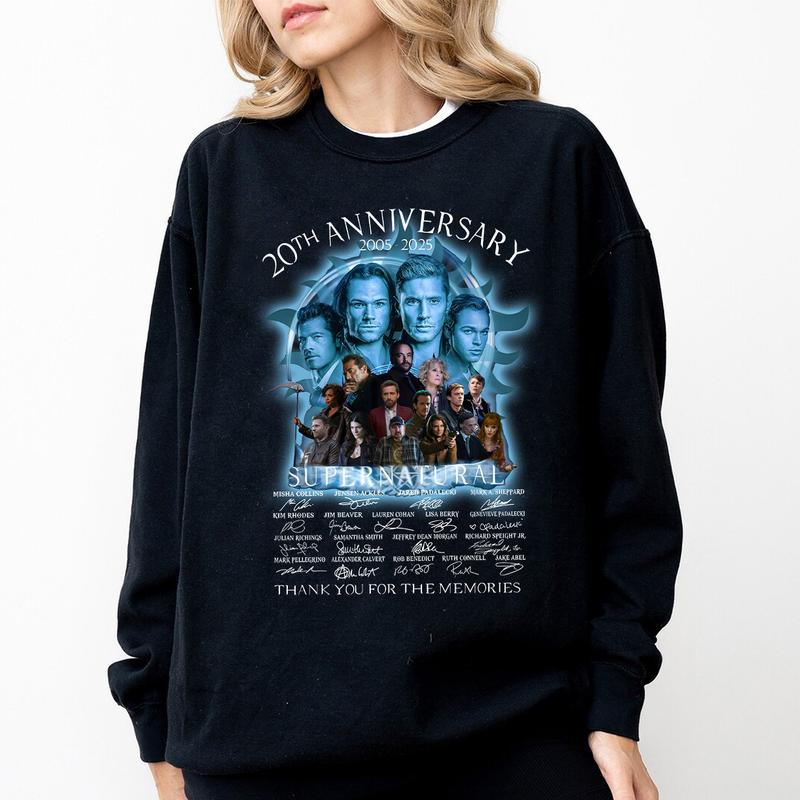 20TH ANNIVERSARY
2005 - 2025
SUPERNATURAL
MISHA COLLINS JENSEN ACKLES JARED PADALECKI MARK A. SHEPPARD
KIM RHODES JIM BEAVER LAUREN COHAN LISA BERRY GENEVIEVE PADALECKI
JULIAN RICHINGS SAMANTHA SMITH JEFFREY DEAN MORGAN RICHARD SPEIGHT JR.
MARK PELLEGRINO ALEXANDER CALVERT ROB BENEDICT RUTH CONNELL JAKE ABEL
THANK YOU FOR THE MEMORIES